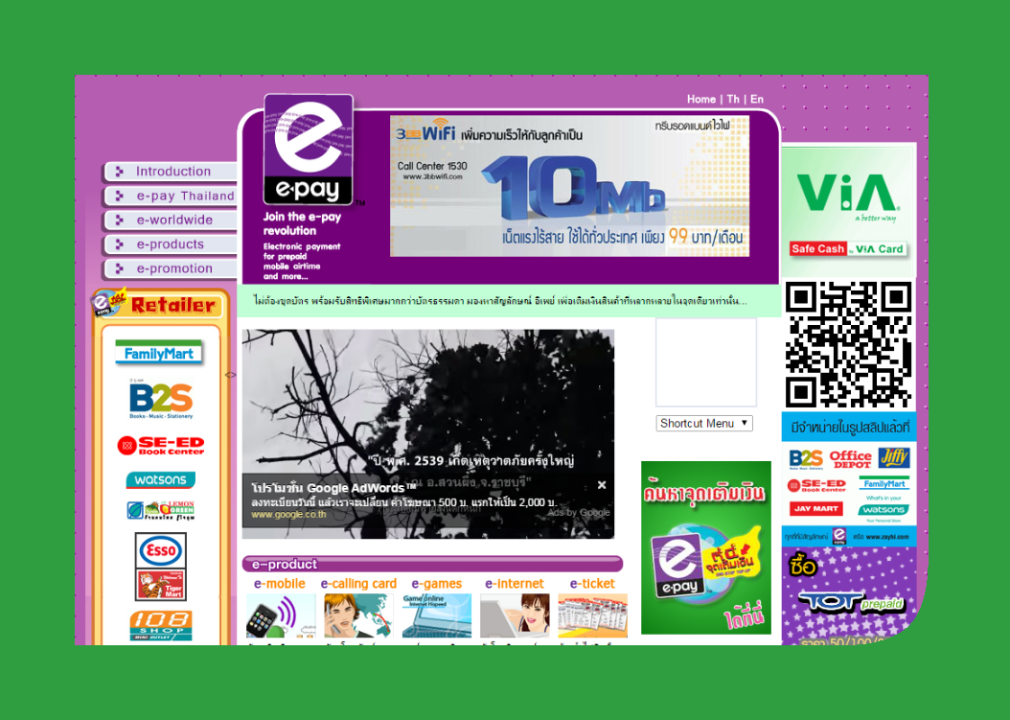 Home | Th | En
e
e-pay
TM
Join the e-pay
revolution
Electronic payment
for prepaid
mobile airtime
and more...
3BB WiFi เพิ่มความเร็วให้กับลูกค้าเป็น
ทรีบรอดแบนด์ไวไฟ
Call Center 1530
www.3bbwifi.com
10Mb
เน็ตแรงไร้สาย ใช้ได้ทั่วประเทศ เพียง 99 บาท/เดือน
Introduction
e-pay Thailand
e-worldwide
e-products
e-promotion
Retailer
FamilyMart
B2S
Books · Music · Stationery
SE-ED
Book Center
watsons
LEMON
GREEN
Esso
Tiger
Mart
108
SHOP
ไม่ต้องขูดบัตร พร้อมรับสิทธิพิเศษมากกว่าบัตรธรรมดา มองหาสัญลักษณ์ อีเพย์ เพื่อเติมเงินสินค้าที่หลากหลายในจุดเดียวเท่านั้น...
"ปี พ.ศ. 2539 เกิดเหตุวาตภัยครั้งใหญ่
ณ อ.สวนผึ้ง จ.ราชบุรี"
โปรโมชั่น Google AdWords™
ลงทะเบียนวันนี้ แล้วเราจะเปลี่ยน ค่าโฆษณา 500 บ. แรกให้เป็น 2,000 บ.
www.google.co.th
Ads by Google
Shortcut Menu
e-product
e-mobile e-calling card e-games e-internet e-ticket
Game online
ค้นหาจุดเติมเงิน
e
e-pay
จุดเติมเงิน
ได้ที่นี่
ViA
a better way
Safe Cash by ViA Card
มีจำหน่ายในรูปสลิปแล้วที่
B2S Office DEPOT Jiffy
SE-ED Book Center FamilyMart
JAY MART watsons
ซื้อ
TOT prepaid